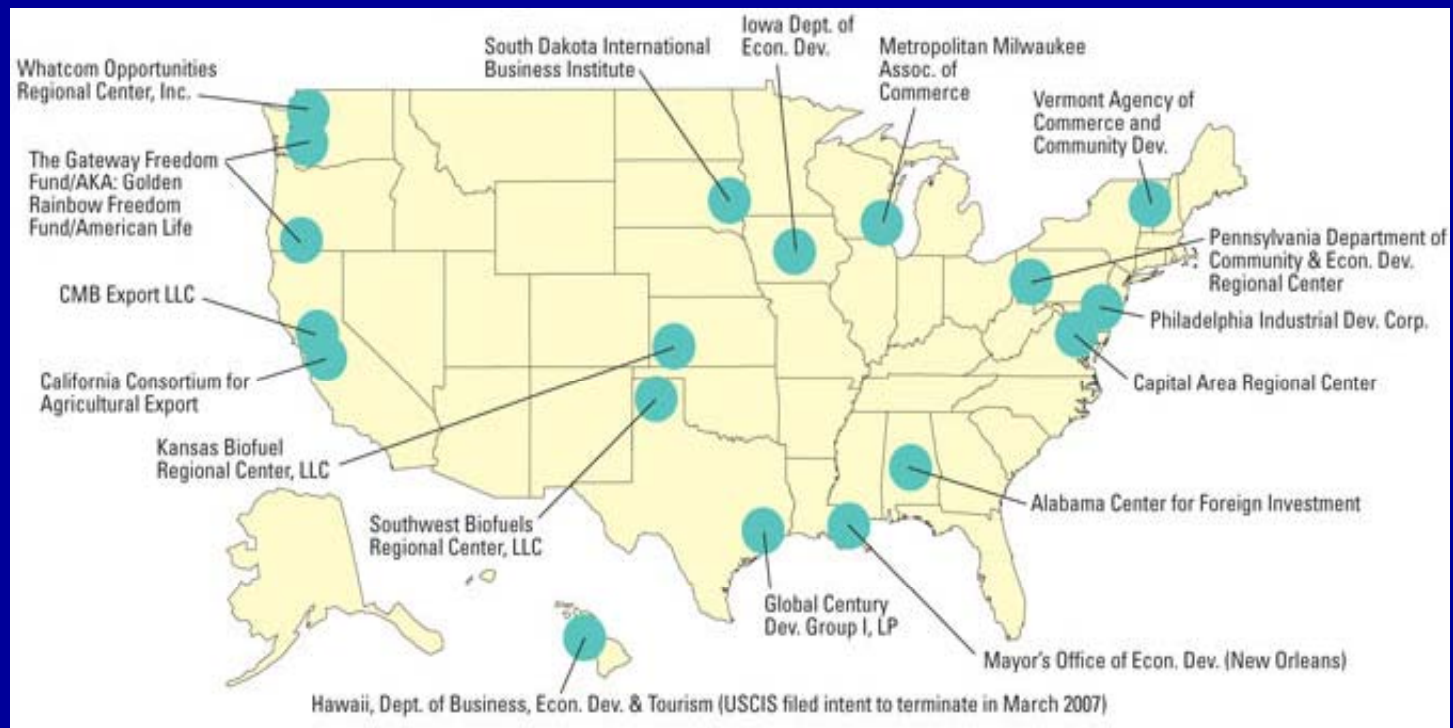 Whatcom Opportunities
Regional Center, Inc.
The Gateway Freedom
Fund/AKA: Golden
Rainbow Freedom
Fund/American Life
CMB Export LLC
California Consortium for
Agricultural Export
Kansas Biofuel
Regional Center, LLC
Southwest Biofuels
Regional Center, LLC
South Dakota International
Business Institute
Iowa Dept. of
Econ. Dev.
Metropolitan Milwaukee
Assoc. of
Commerce
Vermont Agency of
Commerce and
Community Dev.
Pennsylvania Department of
Community & Econ. Dev.
Regional Center
Philadelphia Industrial Dev. Corp.
Capital Area Regional Center
Alabama Center for Foreign Investment
Global Century
Dev. Group I, LP
Mayor's Office of Econ. Dev. (New Orleans)
Hawaii, Dept. of Business, Econ. Dev. & Tourism (USCIS filed intent to terminate in March 2007)